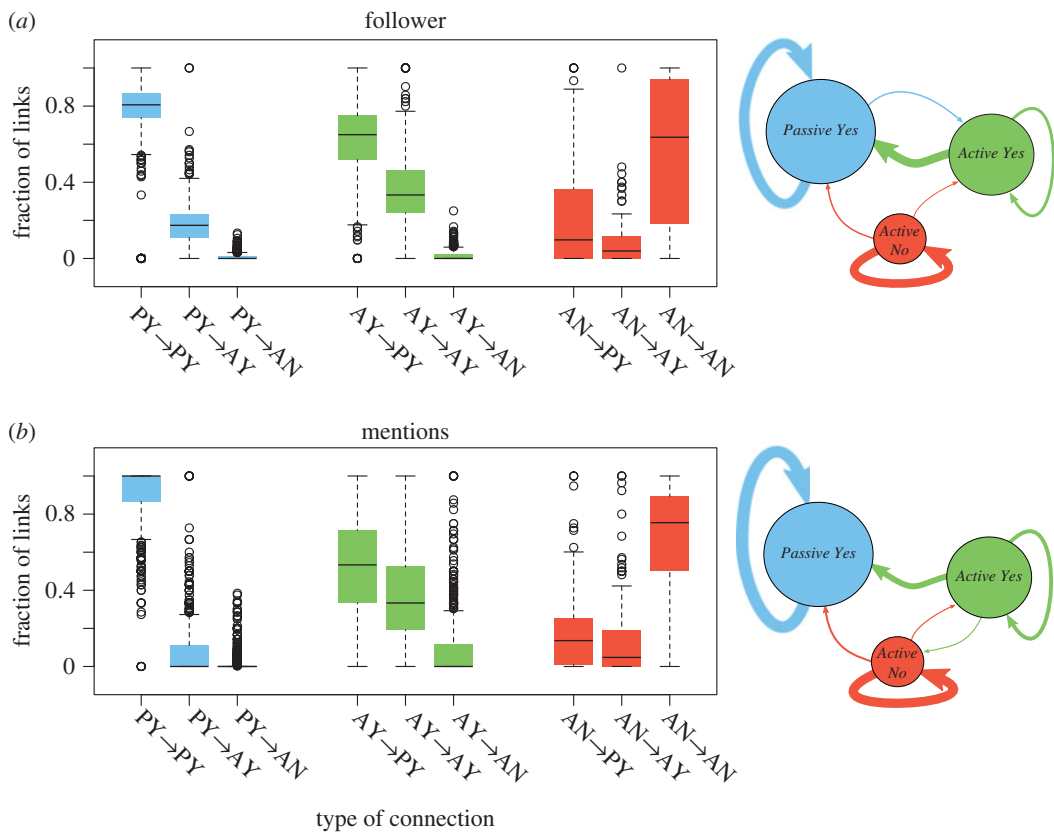 (a)
follower
fraction of links
0.8
0.4
0
PY→PY
PY→AY
PY→AN
AY→PY
AY→AY
AY→AN
AN→PY
AN→AY
AN→AN
Passive Yes
Active Yes
Active
No
(b)
mentions
fraction of links
0.8
0.4
0
PY→PY
PY→AY
PY→AN
AY→PY
AY→AY
AY→AN
AN→PY
AN→AY
AN→AN
type of connection
Passive Yes
Active Yes
Active
No